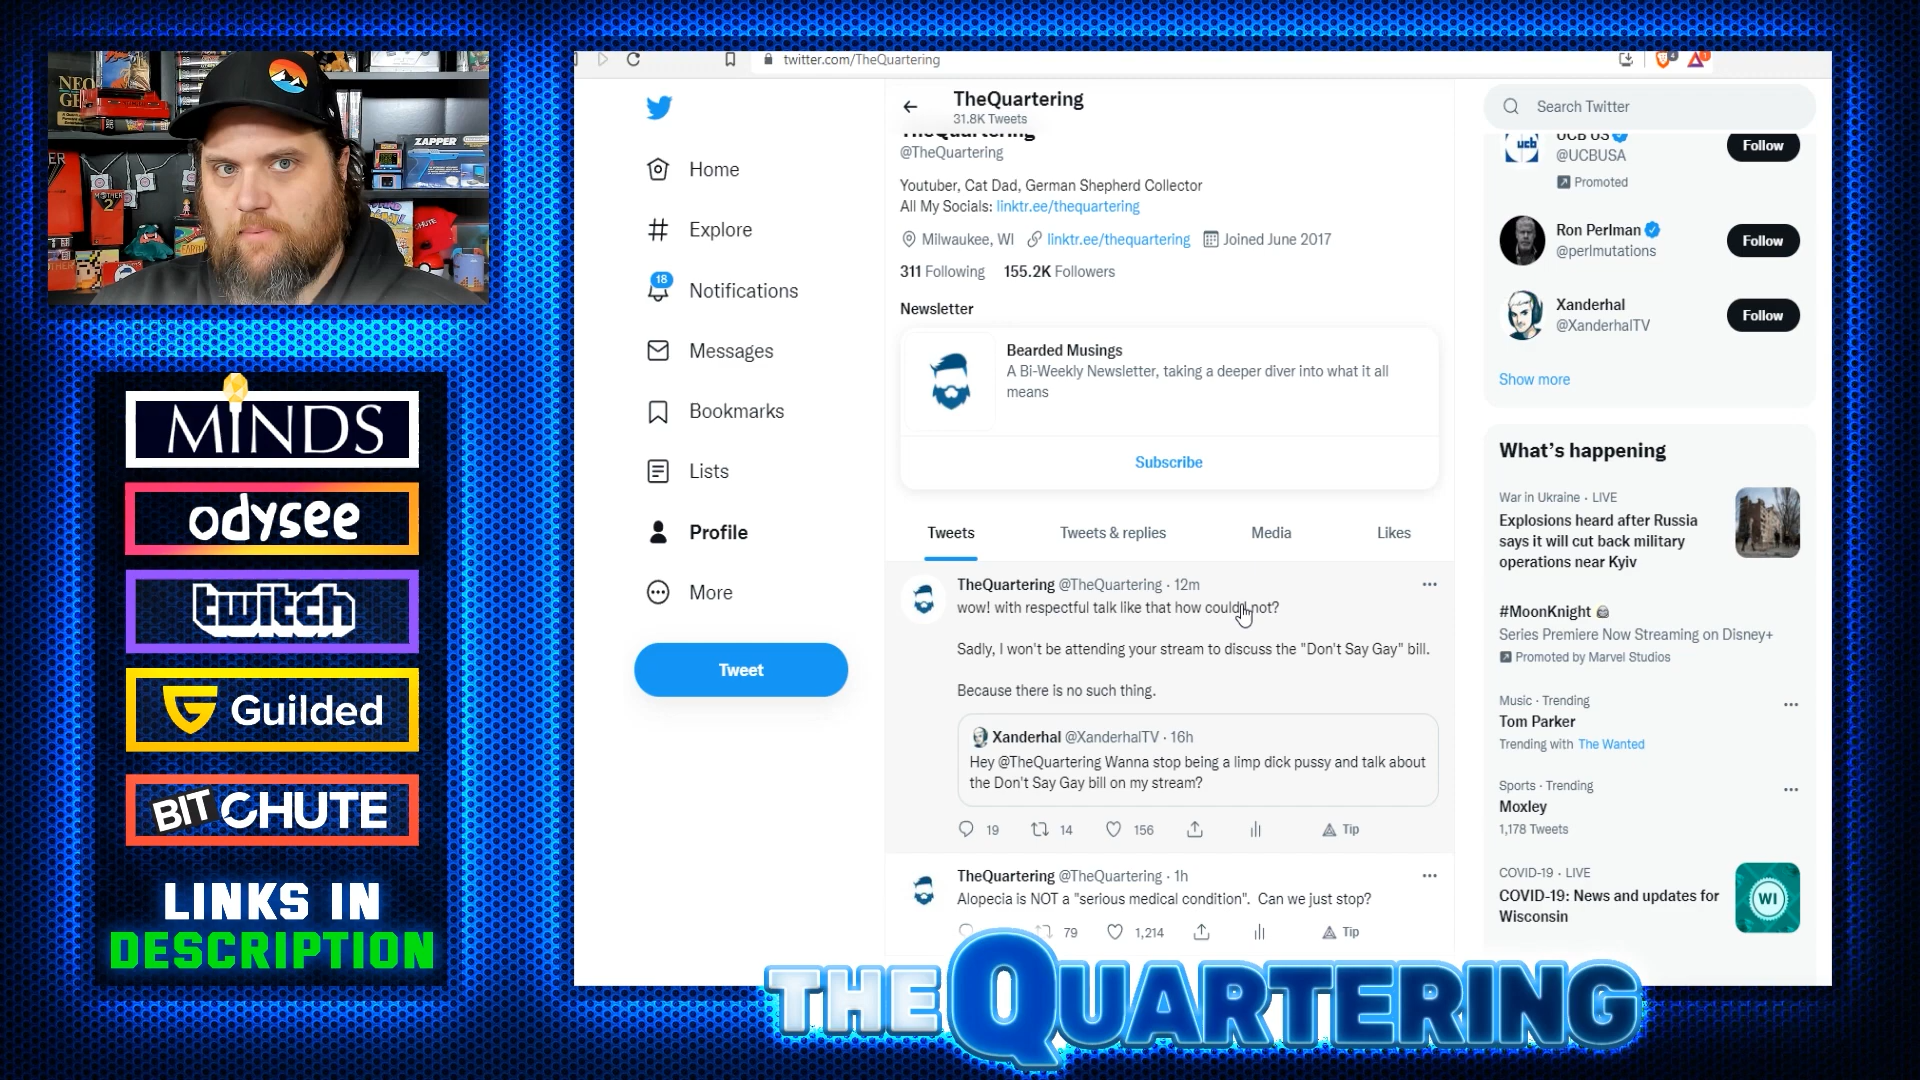 NEO
GE
ZAPPER
ER
MOTHER
2
CHUTE
MINDS
odysee
twitch
Guilded
BITCHUTE
LINKS IN
DESCRIPTION
twitter.com/TheQuartering
Home
Explore
18
Notifications
Messages
Bookmarks
Lists
Profile
More
Tweet
TheQuartering
31.8K Tweets
TheQuartering
@TheQuartering
Youtuber, Cat Dad, German Shepherd Collector
All My Socials: linktr.ee/thequartering
Milwaukee, WI linktr.ee/thequartering Joined June 2017
311 Following 155.2K Followers
Newsletter
Bearded Musings
A Bi-Weekly Newsletter, taking a deeper diver into what it all
means
Subscribe
Tweets Tweets & replies Media Likes
TheQuartering @TheQuartering · 12m
wow! with respectful talk like that how could not?
Sadly, I won't be attending your stream to discuss the "Don't Say Gay" bill.
Because there is no such thing.
Xanderhal @XanderhalTV · 16h
Hey @TheQuartering Wanna stop being a limp dick pussy and talk about
the Don't Say Gay bill on my stream?
19 14 156 Tip
TheQuartering @TheQuartering · 1h
Alopecia is NOT a "serious medical condition". Can we just stop?
79 1,214 Tip
Search Twitter
UCB US
ucb
@UCBUSA
Follow
Promoted
Ron Perlman
@perlmutations
Follow
Xanderhal
@XanderhalTV
Follow
Show more
What's happening
War in Ukraine · LIVE
Explosions heard after Russia
says it will cut back military
operations near Kyiv
#MoonKnight
Series Premiere Now Streaming on Disney+
Promoted by Marvel Studios
Music · Trending
Tom Parker
Trending with The Wanted
Sports · Trending
Moxley
1,178 Tweets
COVID-19 · LIVE
COVID-19: News and updates for
Wisconsin
WI
THEQUARTERING